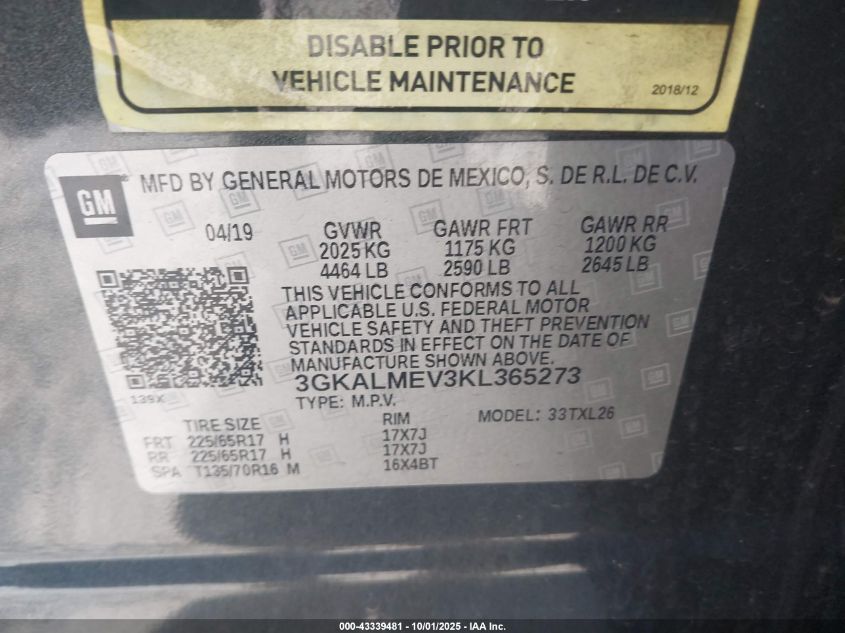 DISABLE PRIOR TO
VEHICLE MAINTENANCE
2018/12
GM
MFD BY GENERAL MOTORS DE MEXICO, S. DE R.L. DE C.V.
04/19 GVWR GAWR FRT GAWR RR
2025 KG 1175 KG 1200 KG
4464 LB 2590 LB 2645 LB
THIS VEHICLE CONFORMS TO ALL
APPLICABLE U.S. FEDERAL MOTOR
VEHICLE SAFETY AND THEFT PREVENTION
STANDARDS IN EFFECT ON THE DATE OF
MANUFACTURE SHOWN ABOVE.
3GKALMEV3KL365273
139X
TYPE: M.P.V. MODEL: 33TXL26
TIRE SIZE RIM
FRT 225/65R17 H 17X7J
RR 225/65R17 H 17X7J
SPA T135/70R16 M 16X4BT
000-43339481 - 10/01/2025 - IAA Inc.